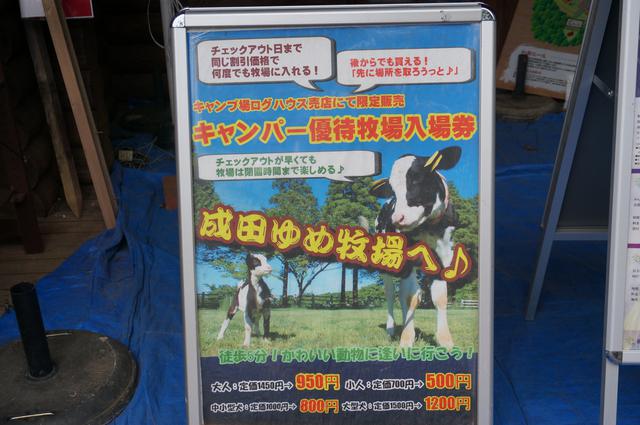 チェックアウト日まで
同じ割引価格で
何度でも牧場に入れる！
後からでも買える！
「先に場所を取ろうっと♪」
キャンプ場ログハウス売店にて限定販売
キャンパー優待牧場入場券
チェックアウトが早くても
牧場は閉園時間まで楽しめる♪
成田ゆめ牧場へ♪
徒歩0分！かわいい動物に逢いに行こう！
大人：定価1450円→950円 小人：定価700円→500円
中小型犬：定価1000円→800円 大型犬：定価1500円→1200円